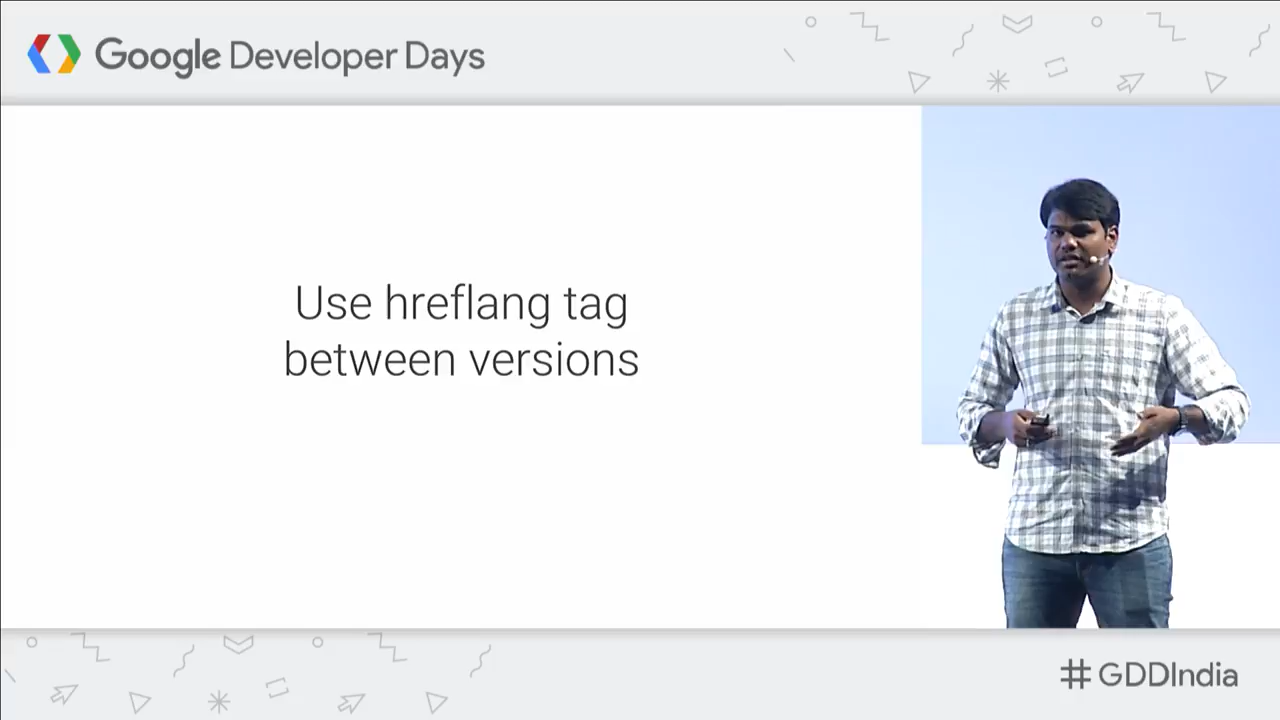 Google Developer Days
Use hreflang tag
between versions
#GDDIndia